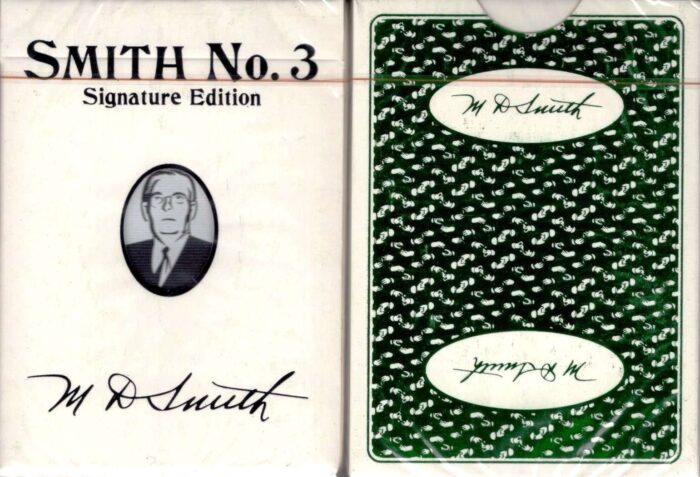 SMITH No. 3
Signature Edition
M D Smith
M D Smith
M D Smith